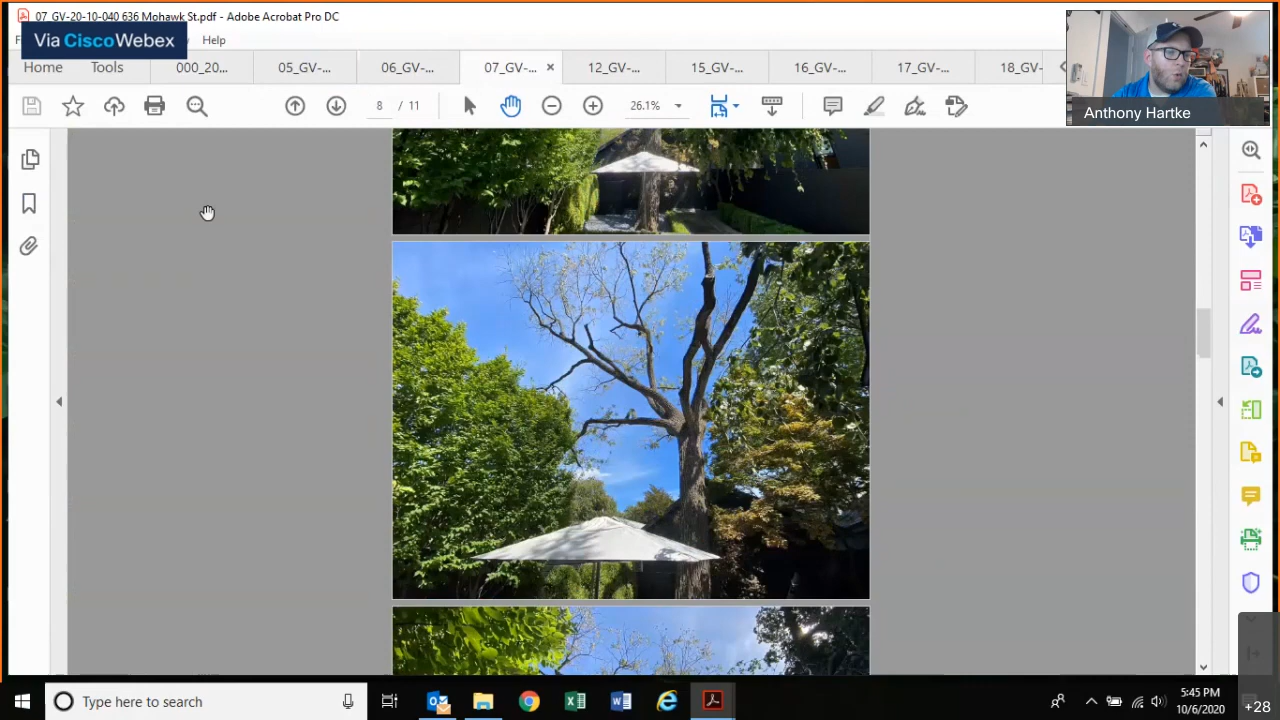 07_GV-20-10-040 636 Mohawk St.pdf - Adobe Acrobat Pro DC
Via CiscoWebex
Help
Home Tools 000_20... 05_GV-... 06_GV-... 07_GV-... × 12_GV-... 15_GV-... 16_GV-... 17_GV-... 18_GV-
8 / 11 26.1%
Anthony Hartke
Type here to search
5:45 PM
10/6/2020
+28